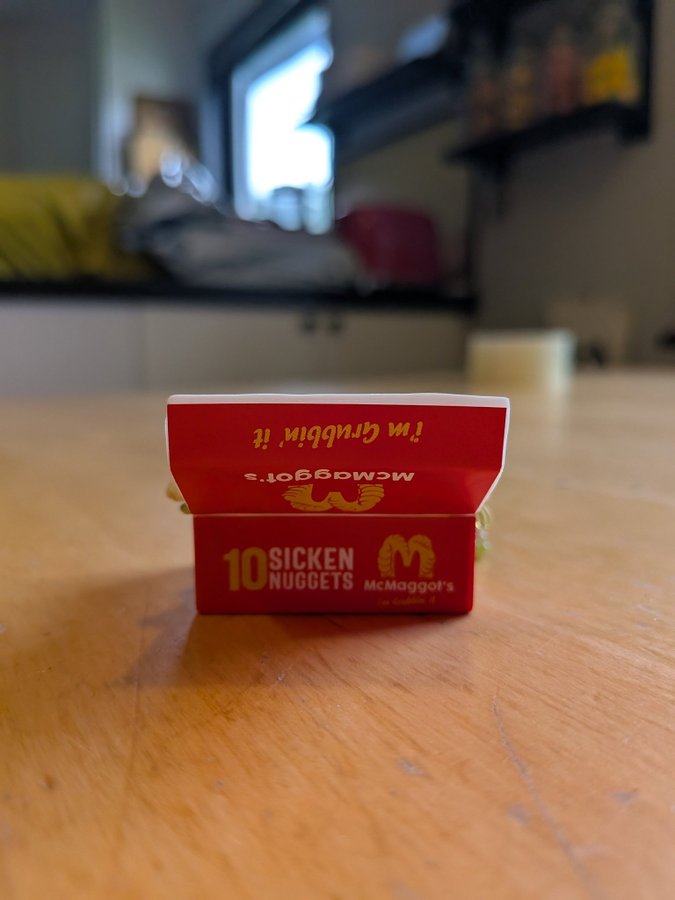 i'm Grubbin' it
McMaggot's
10 SICKEN
NUGGETS
McMaggot's
i'm Grubbin' it